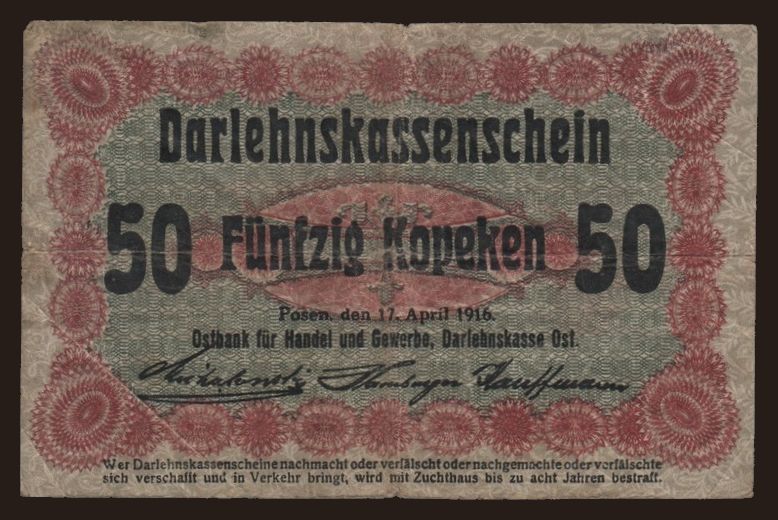 Darlehnskassenschein
50 Fünfzig Kopeken 50
Posen, den 17. April 1916.
Ostbank für Handel und Gewerbe, Darlehnskasse Ost.
Kauffmann
Wer Darlehnskassenscheine nachmacht oder verfälscht oder nachgemachte oder verfälschte
sich verschafft und in Verkehr bringt, wird mit Zuchthaus bis zu acht Jahren bestraft.